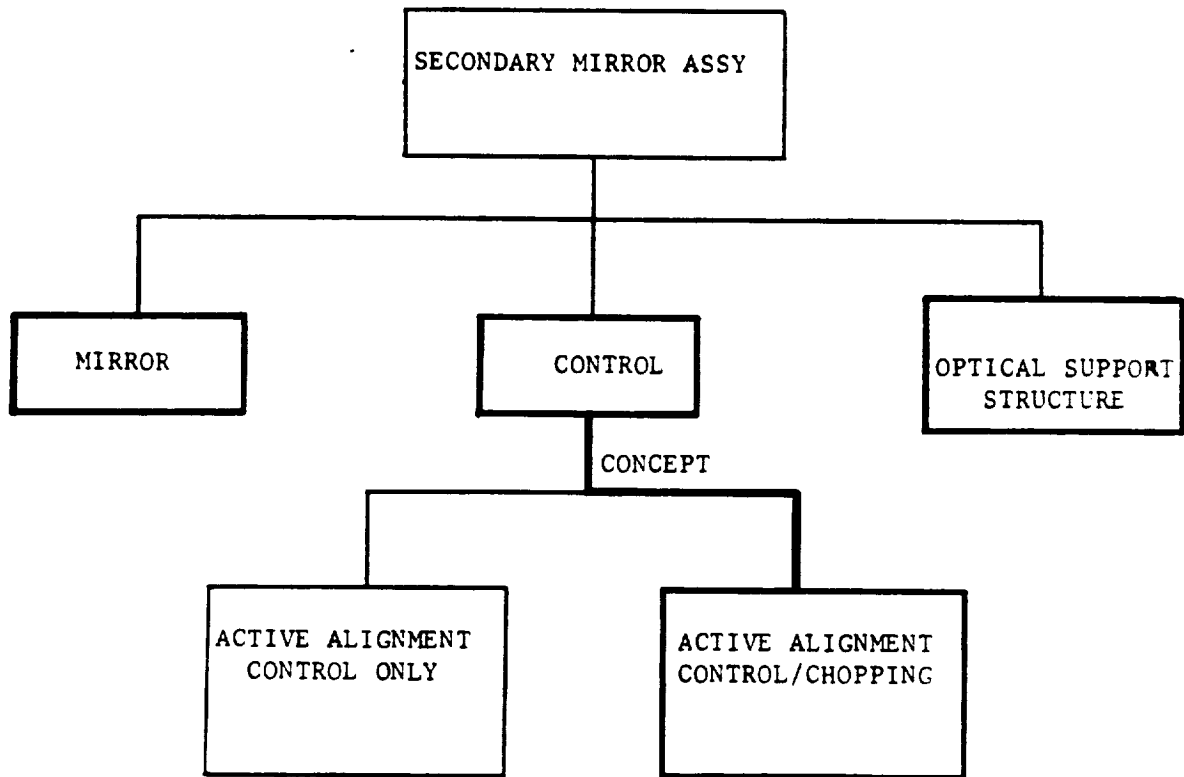 SECONDARY MIRROR ASSY
MIRROR
CONTROL
OPTICAL SUPPORT
STRUCTURE
CONCEPT
ACTIVE ALIGNMENT
CONTROL ONLY
ACTIVE ALIGNMENT
CONTROL/CHOPPING